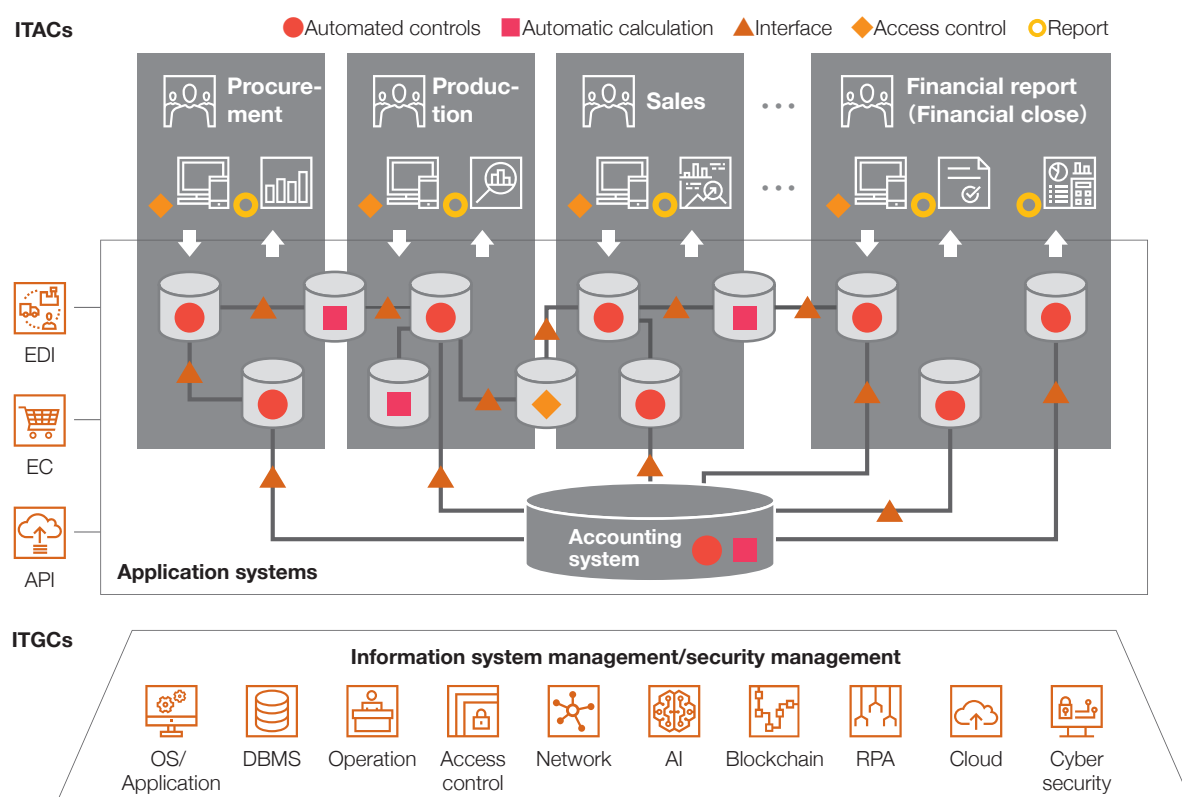 ITACs
Automated controls Automatic calculation Interface Access control Report
Procure-
ment
Produc-
tion
Sales
...
Financial report
(Financial close)
...
EDI
EC
API
Accounting
system
Application systems
ITGCs
Information system management/security management
OS/
Application
DBMS
Operation
Access
control
Network
AI
Blockchain
RPA
Cloud
Cyber
security